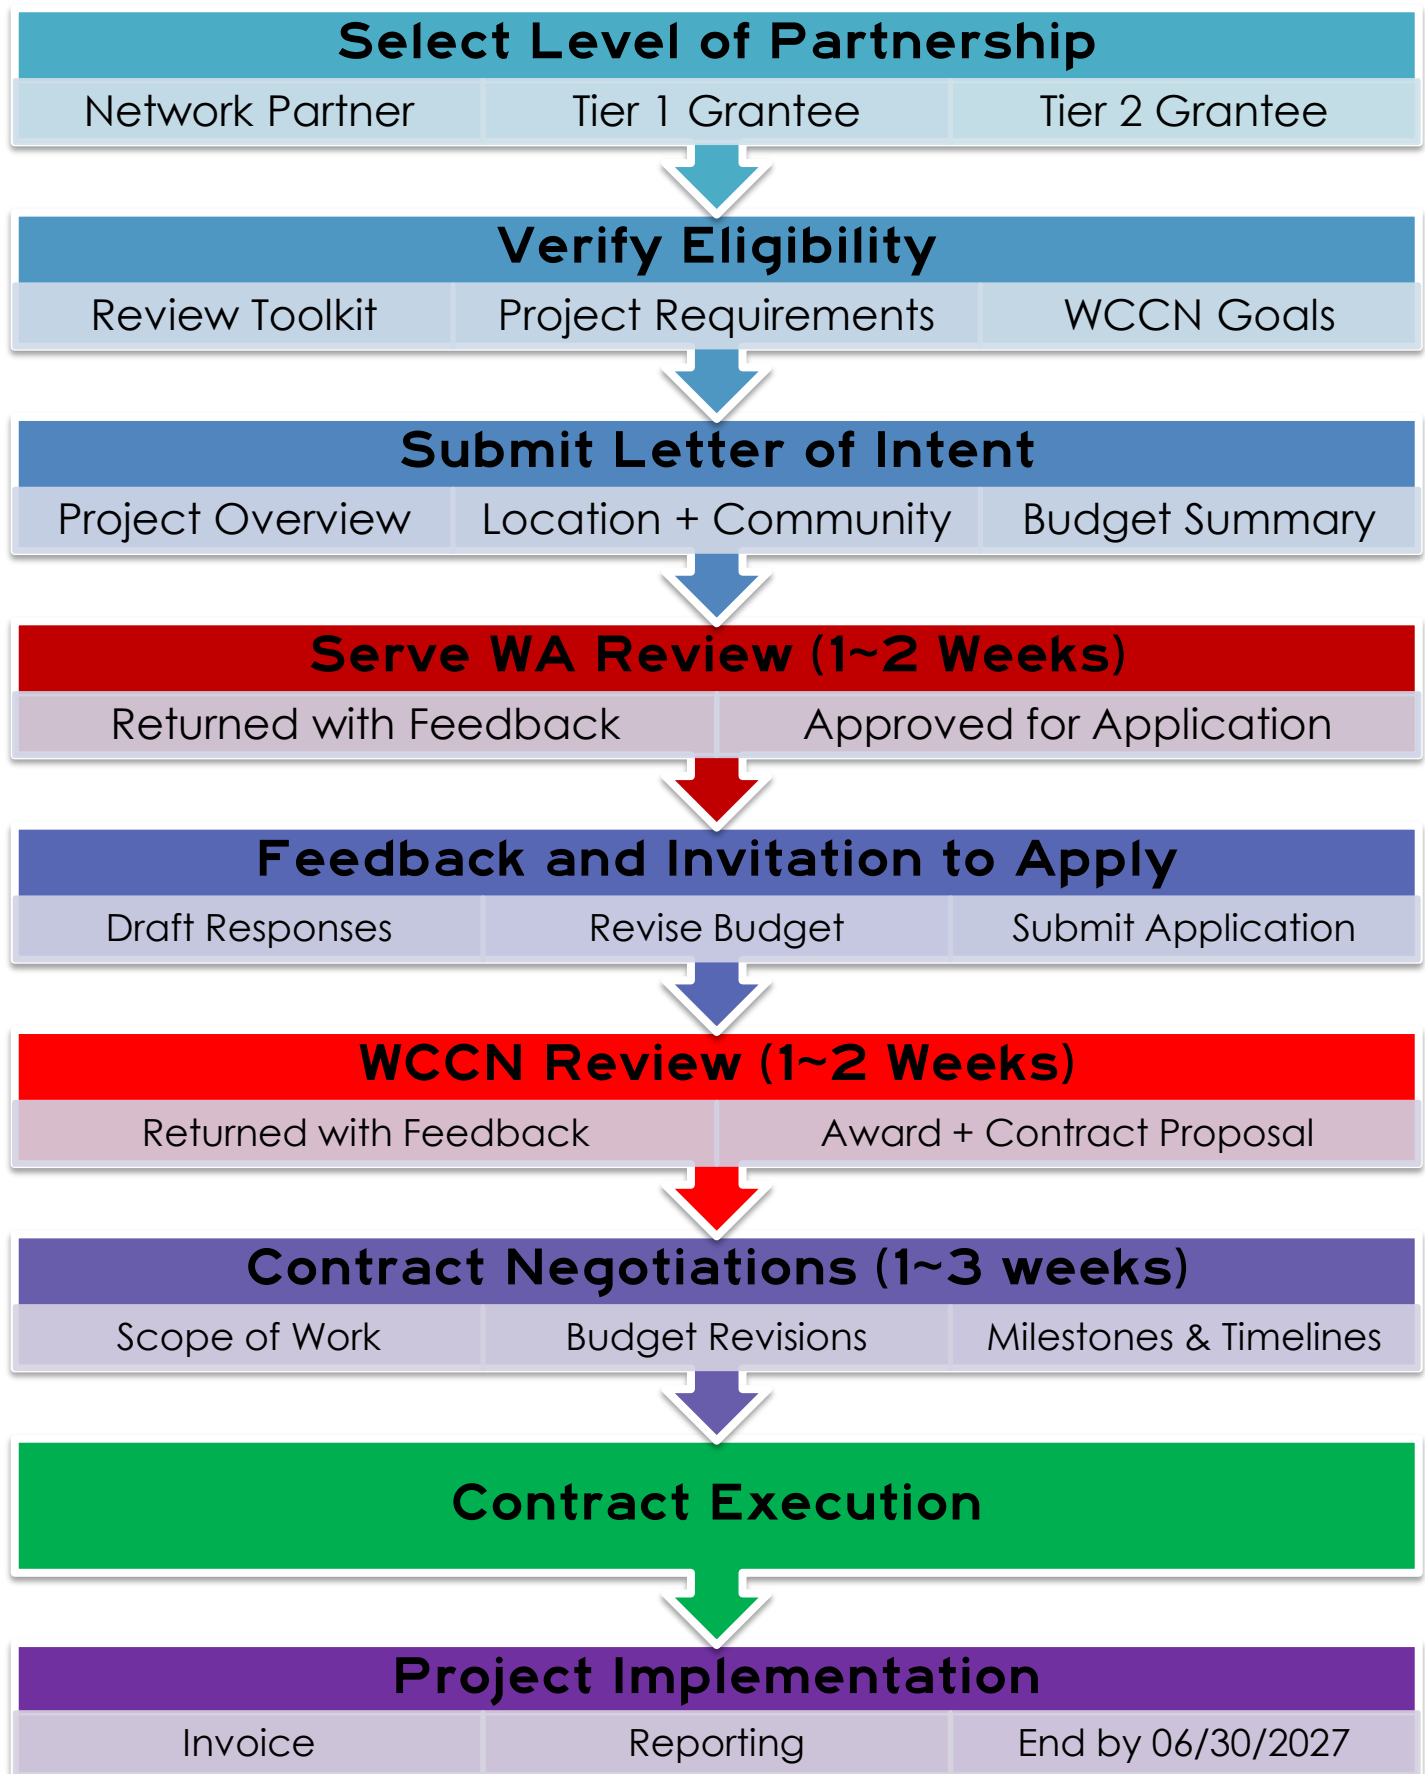 Select Level of Partnership
Network Partner Tier 1 Grantee Tier 2 Grantee
Verify Eligibility
Review Toolkit Project Requirements WCCN Goals
Submit Letter of Intent
Project Overview Location + Community Budget Summary
Serve WA Review (1~2 Weeks)
Returned with Feedback Approved for Application
Feedback and Invitation to Apply
Draft Responses Revise Budget Submit Application
WCCN Review (1~2 Weeks)
Returned with Feedback Award + Contract Proposal
Contract Negotiations (1~3 weeks)
Scope of Work Budget Revisions Milestones & Timelines
Contract Execution
Project Implementation
Invoice Reporting End by 06/30/2027